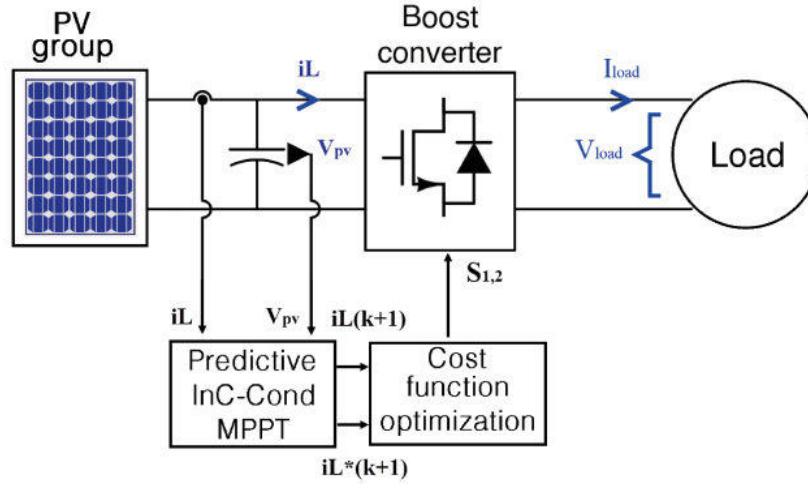 PV
group
Boost
converter
iL
Vpv
Iload
Vload
Load
S1,2
iL
Vpv
iL(k+1)
Predictive
InC-Cond
MPPT
Cost
function
optimization
iL*(k+1)